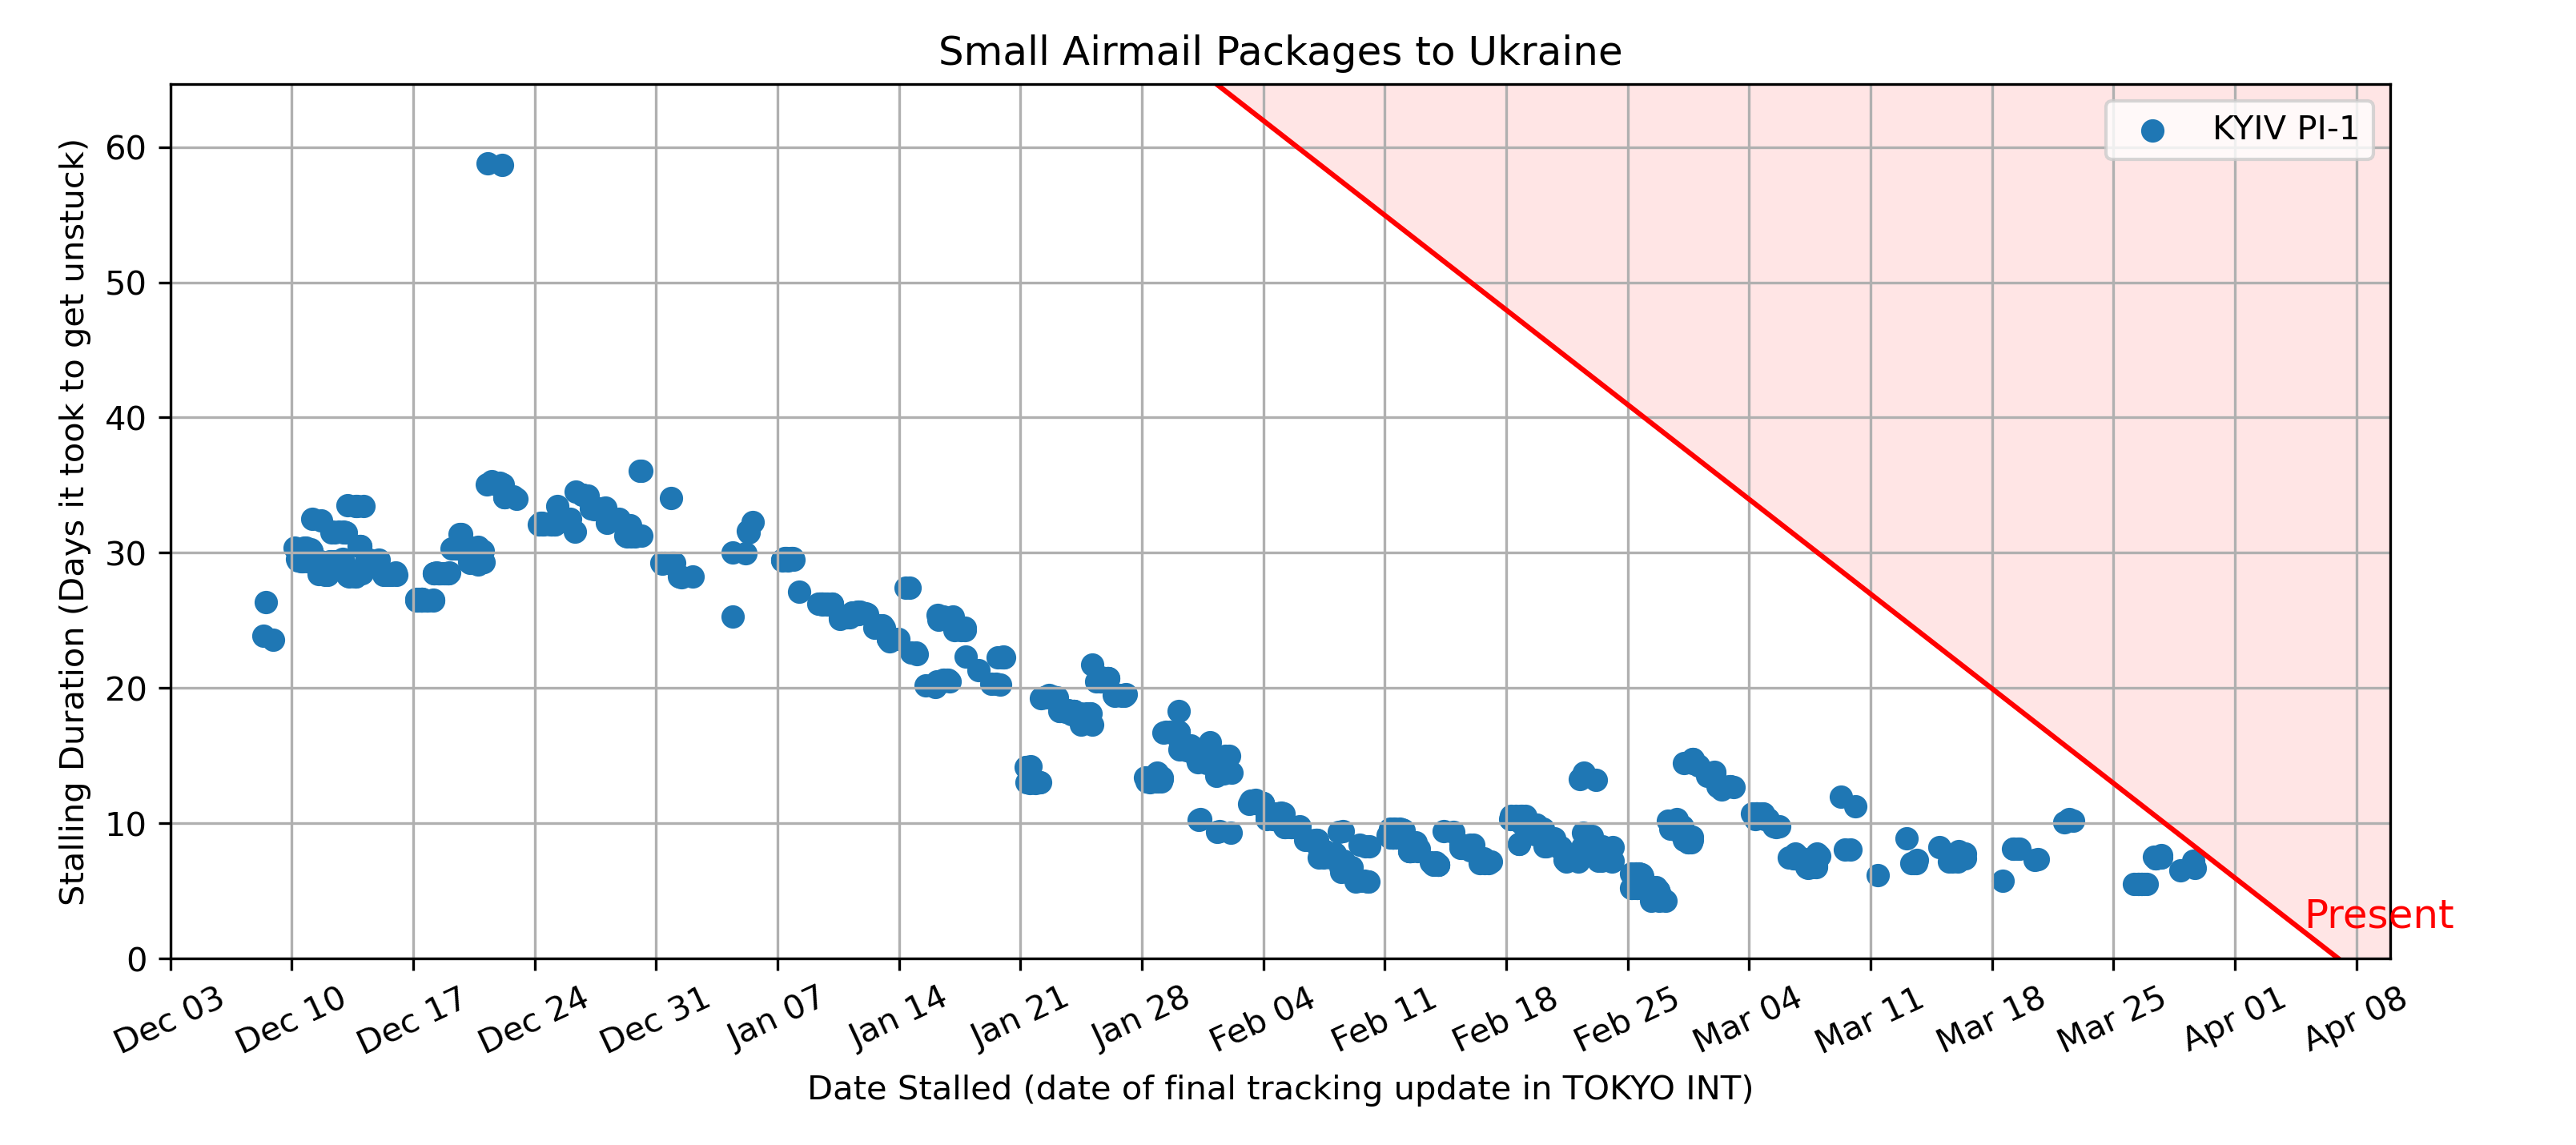 Small Airmail Packages to Ukraine
KYIV PI-1
Stalling Duration (Days it took to get unstuck)
60
50
40
30
20
10
0
Present
Dec 03
Dec 10
Dec 17
Dec 24
Dec 31
Jan 07
Jan 14
Jan 21
Jan 28
Feb 04
Feb 11
Feb 18
Feb 25
Mar 04
Mar 11
Mar 18
Mar 25
Apr 01
Apr 08
Date Stalled (date of final tracking update in TOKYO INT)